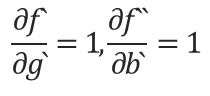 ∂f` / ∂g` = 1, ∂f`` / ∂b` = 1